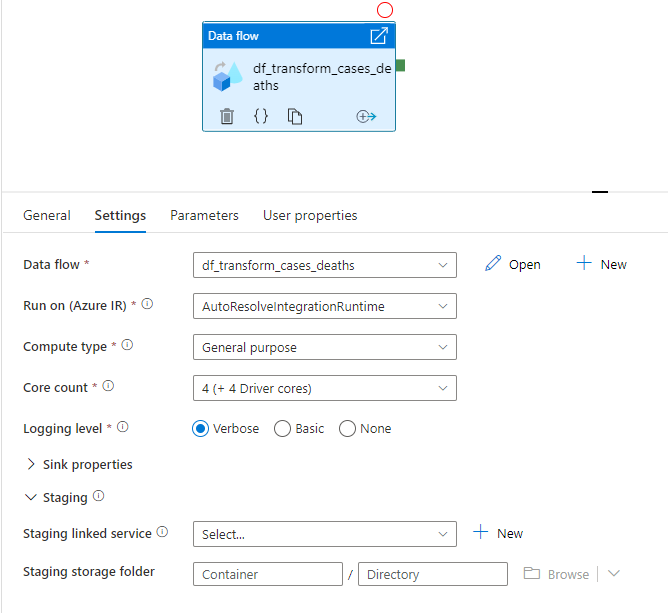 Data flow
df_transform_cases_de
aths
General Settings Parameters User properties
Data flow * df_transform_cases_deaths Open New
Run on (Azure IR) * AutoResolveIntegrationRuntime
Compute type * General purpose
Core count * 4 (+ 4 Driver cores)
Logging level * Verbose Basic None
Sink properties
Staging
Staging linked service Select... New
Staging storage folder Container / Directory Browse